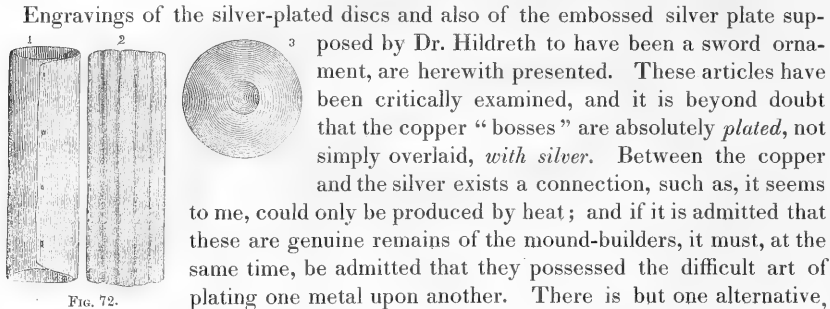 Engravings of the silver-plated discs and also of the embossed silver plate sup-
1 2 3
posed by Dr. Hildreth to have been a sword orna-
ment, are herewith presented. These articles have
been critically examined, and it is beyond doubt
that the copper “bosses” are absolutely plated, not
simply overlaid, with silver. Between the copper
and the silver exists a connection, such as, it seems
to me, could only be produced by heat; and if it is admitted that
these are genuine remains of the mound-builders, it must, at the
same time, be admitted that they possessed the difficult art of
Fig. 72.
plating one metal upon another. There is but one alternative,